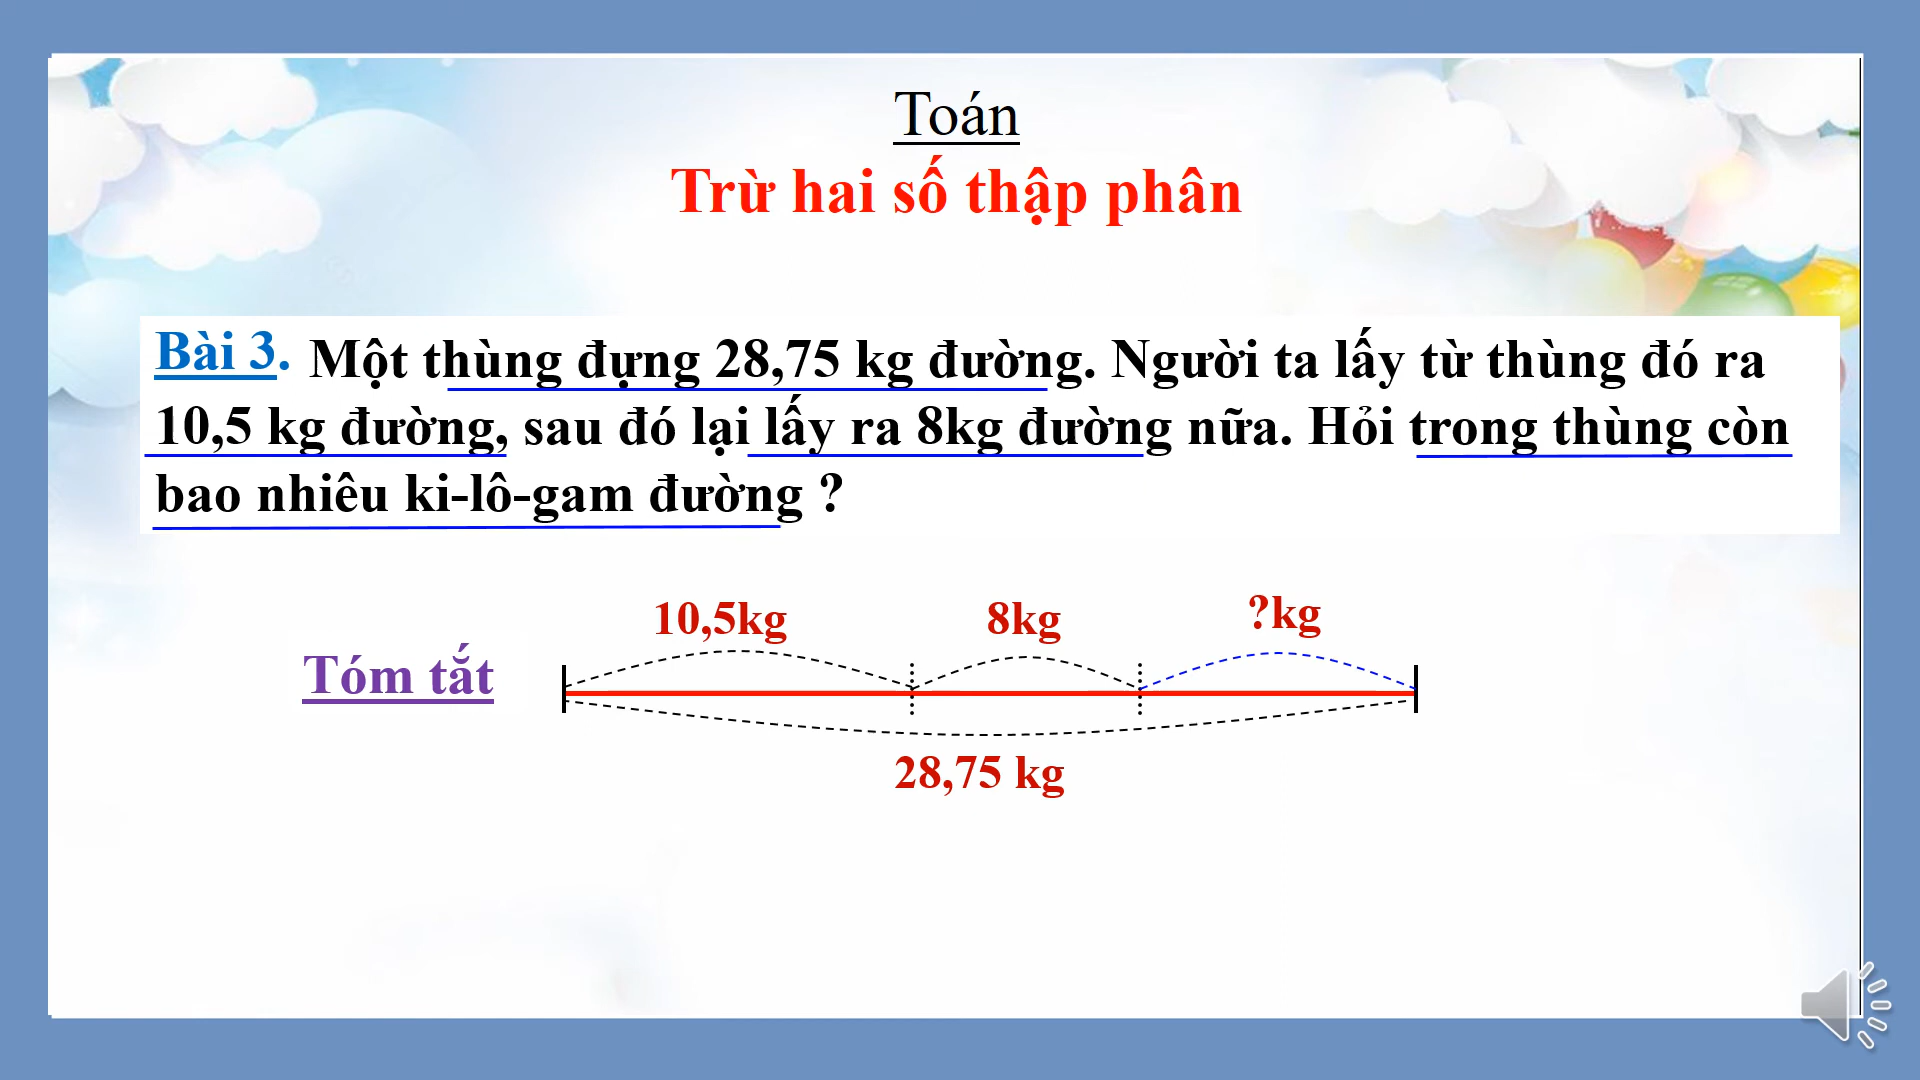 Toán
Trừ hai số thập phân
Bài 3. Một thùng đựng 28,75 kg đường. Người ta lấy từ thùng đó ra
10,5 kg đường, sau đó lại lấy ra 8kg đường nữa. Hỏi trong thùng còn
bao nhiêu ki-lô-gam đường ?
10,5kg 8kg ?kg
Tóm tắt
28,75 kg